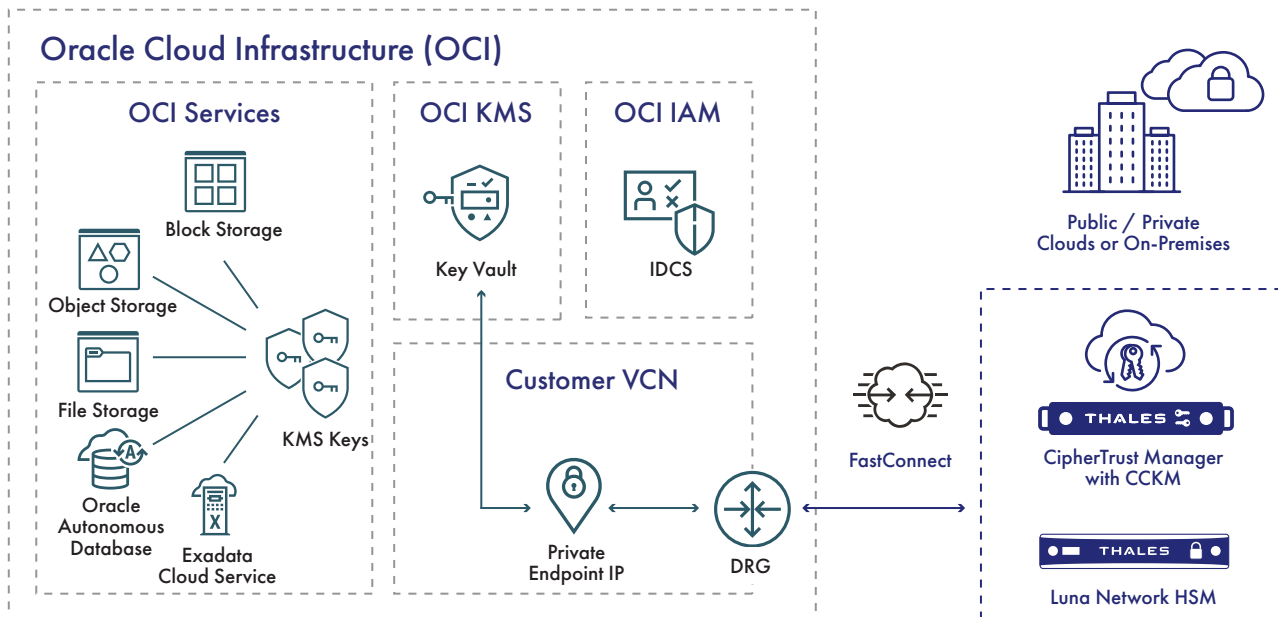 Oracle Cloud Infrastructure (OCI)
OCI Services
Block Storage
Object Storage
File Storage
Oracle
Autonomous
Database
A
Exadata
Cloud Service
X
KMS Keys
OCI KMS
Key Vault
OCI IAM
IDCS
Customer VCN
Private
Endpoint IP
DRG
FastConnect
Public / Private
Clouds or On-Premises
THALES
CipherTrust Manager
with CCKM
THALES
Luna Network HSM